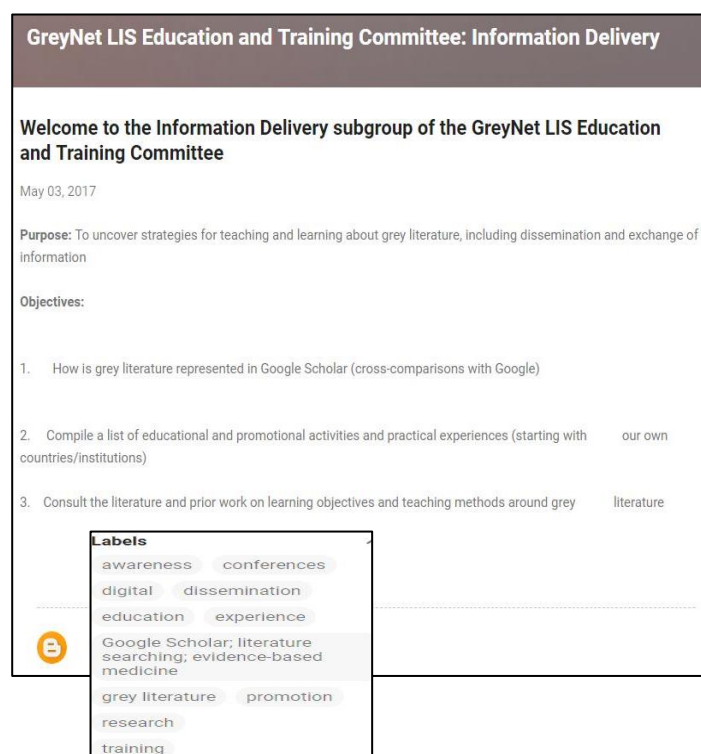 GreyNet LIS Education and Training Committee: Information Delivery
Welcome to the Information Delivery subgroup of the GreyNet LIS Education
and Training Committee
May 03, 2017
Purpose: To uncover strategies for teaching and learning about grey literature, including dissemination and exchange of
information
Objectives:
1. How is grey literature represented in Google Scholar (cross-comparisons with Google)
2. Compile a list of educational and promotional activities and practical experiences (starting with our own
countries/institutions)
3. Consult the literature and prior work on learning objectives and teaching methods around grey literature
Labels
awareness conferences
digital dissemination
education experience
Google Scholar; literature
searching; evidence-based
medicine
grey literature promotion
research
training